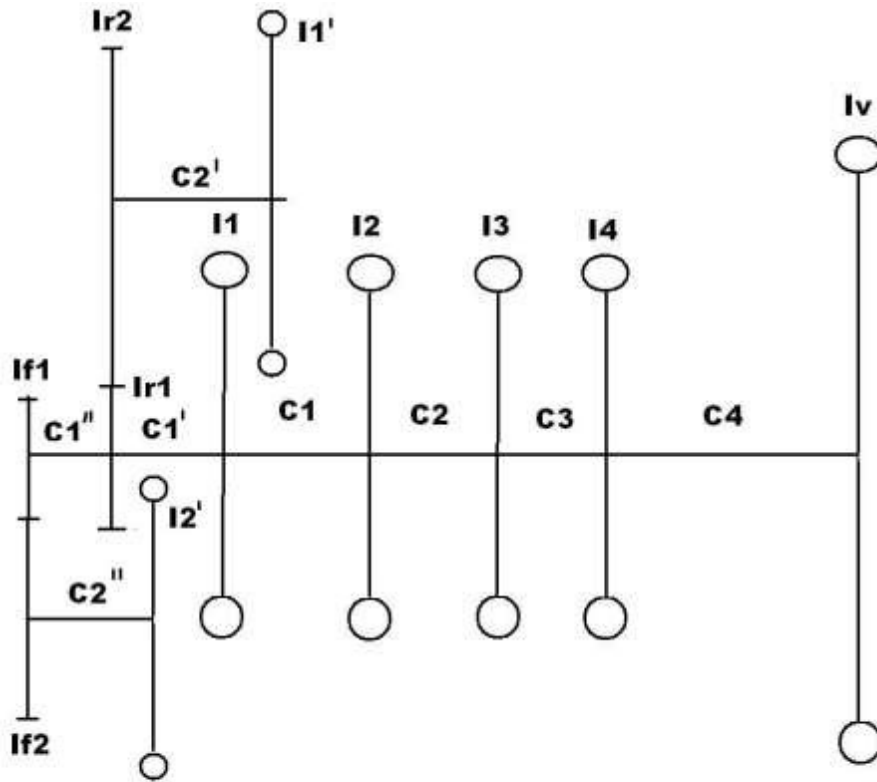 Ir2
I1'
Iv
C2'
I1
I2
I3
I4
If1
Ir1
C1"
C1'
C1
C2
C3
C4
I2'
C2"
If2